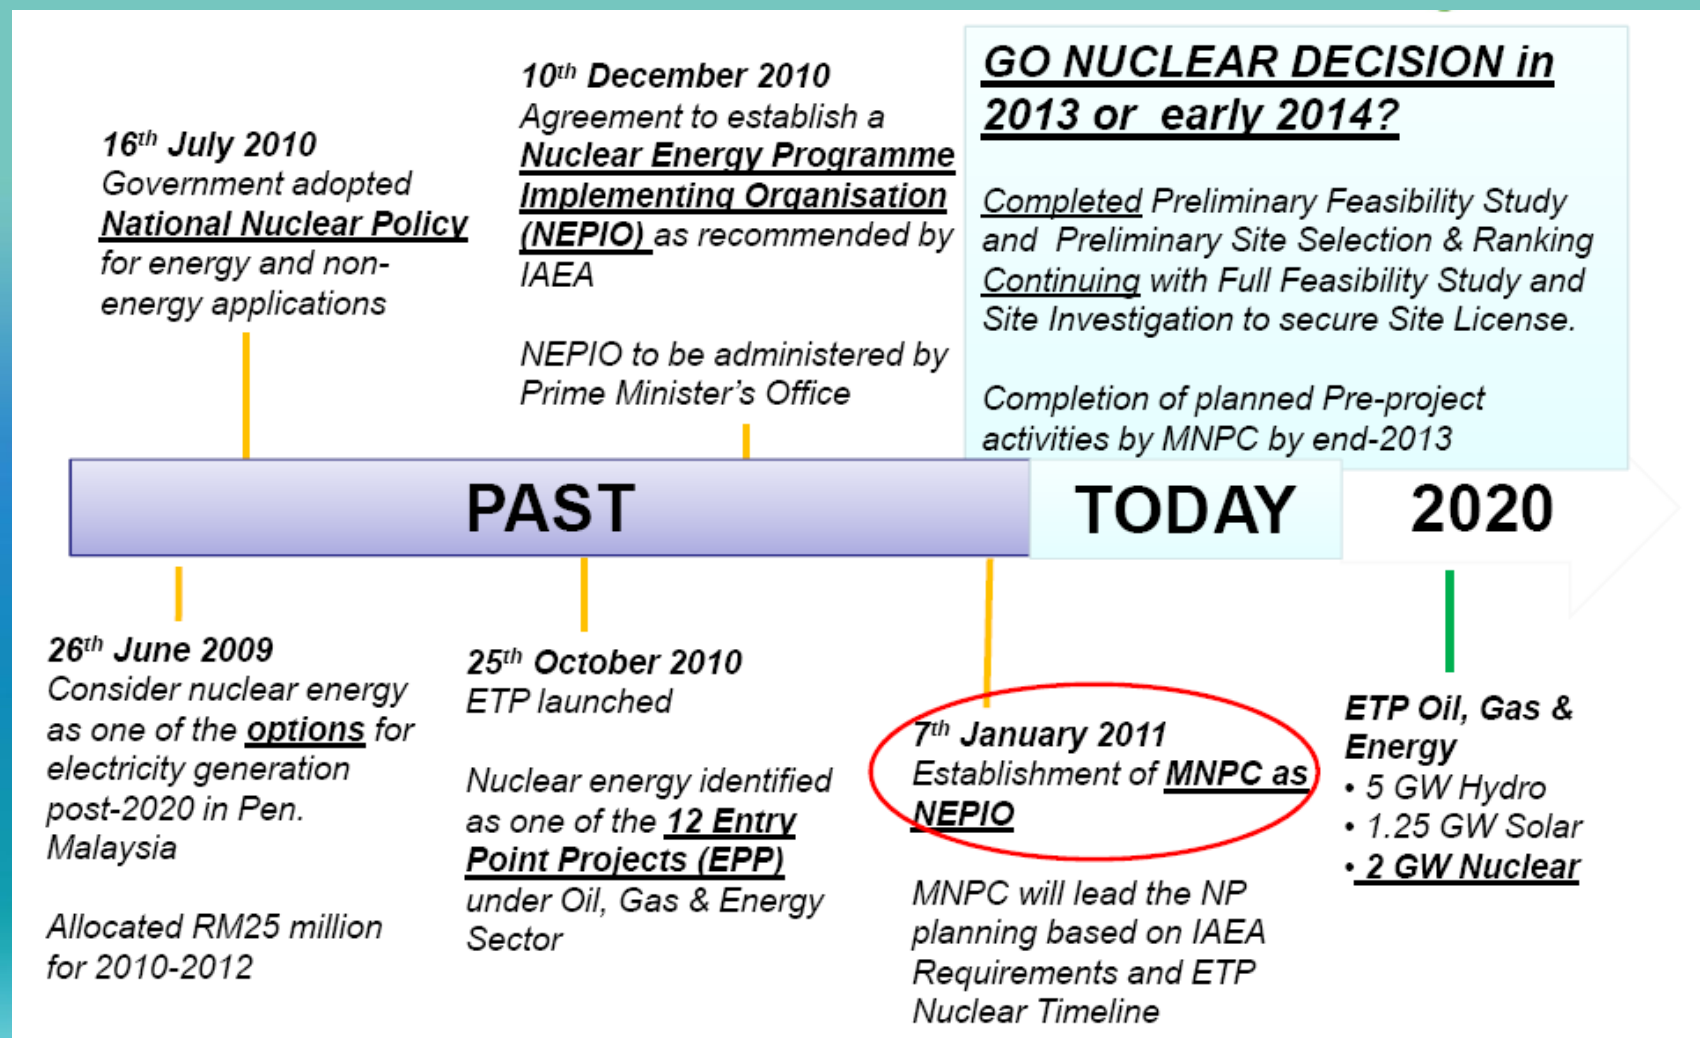 16th July 2010
Government adopted
National Nuclear Policy
for energy and non-
energy applications
10th December 2010
Agreement to establish a
Nuclear Energy Programme
Implementing Organisation
(NEPIO) as recommended by
IAEA
NEPIO to be administered by
Prime Minister's Office
GO NUCLEAR DECISION in
2013 or early 2014?
Completed Preliminary Feasibility Study
and Preliminary Site Selection & Ranking
Continuing with Full Feasibility Study and
Site Investigation to secure Site License.
Completion of planned Pre-project
activities by MNPC by end-2013
PAST
TODAY
2020
26th June 2009
Consider nuclear energy
as one of the options for
electricity generation
post-2020 in Pen.
Malaysia
Allocated RM25 million
for 2010-2012
25th October 2010
ETP launched
Nuclear energy identified
as one of the 12 Entry
Point Projects (EPP)
under Oil, Gas & Energy
Sector
7th January 2011
Establishment of MNPC as
NEPIO
MNPC will lead the NP
planning based on IAEA
Requirements and ETP
Nuclear Timeline
ETP Oil, Gas &
Energy
• 5 GW Hydro
• 1.25 GW Solar
• 2 GW Nuclear